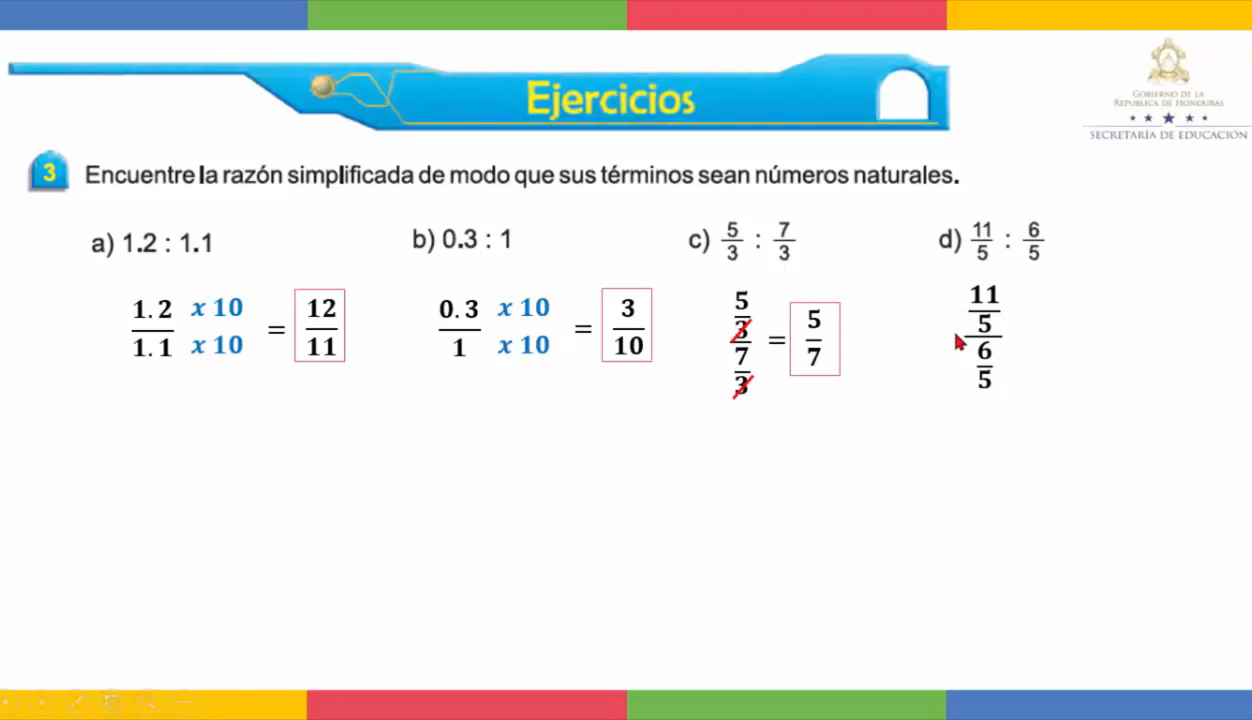 Ejercicios
GOBIERNO DE LA
REPÚBLICA DE HONDURAS
SECRETARÍA DE EDUCACIÓN
3 Encuentre la razón simplificada de modo que sus términos sean números naturales.
a) 1.2 : 1.1
1.2 x 10
1.1 x 10
= 12/11
b) 0.3 : 1
0.3 x 10
1 x 10
= 3/10
c) 5/3 : 7/3
5
3
7
3
= 5/7
d) 11/5 : 6/5
11
5
6
5